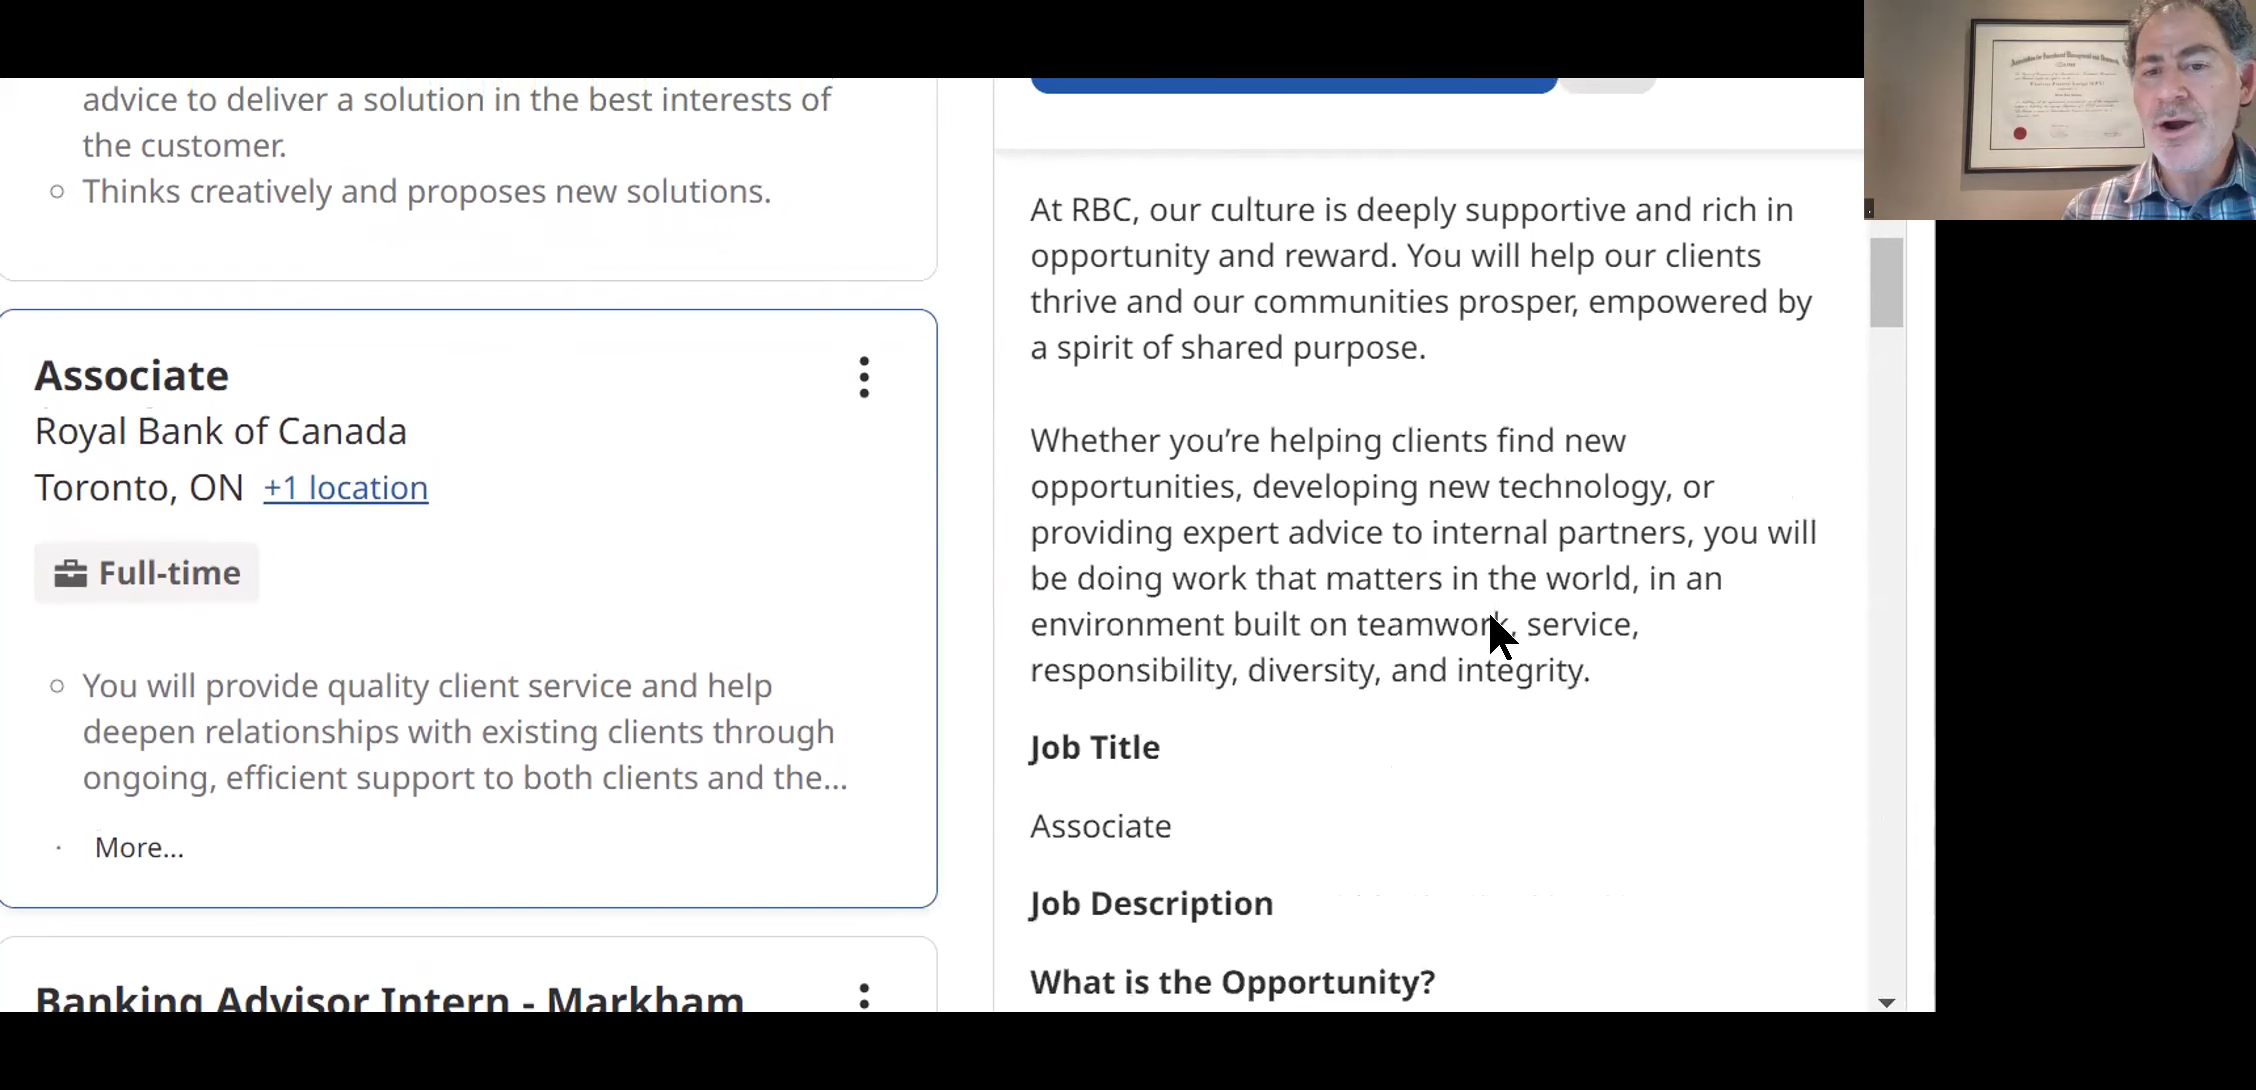 advice to deliver a solution in the best interests of
the customer.
Thinks creatively and proposes new solutions.
Associate
Royal Bank of Canada
Toronto, ON +1 location
Full-time
You will provide quality client service and help
deepen relationships with existing clients through
ongoing, efficient support to both clients and the...
More...
Banking Advisor Intern - Markham
At RBC, our culture is deeply supportive and rich in
opportunity and reward. You will help our clients
thrive and our communities prosper, empowered by
a spirit of shared purpose.
Whether you’re helping clients find new
opportunities, developing new technology, or
providing expert advice to internal partners, you will
be doing work that matters in the world, in an
environment built on teamwork, service,
responsibility, diversity, and integrity.
Job Title
Associate
Job Description
What is the Opportunity?